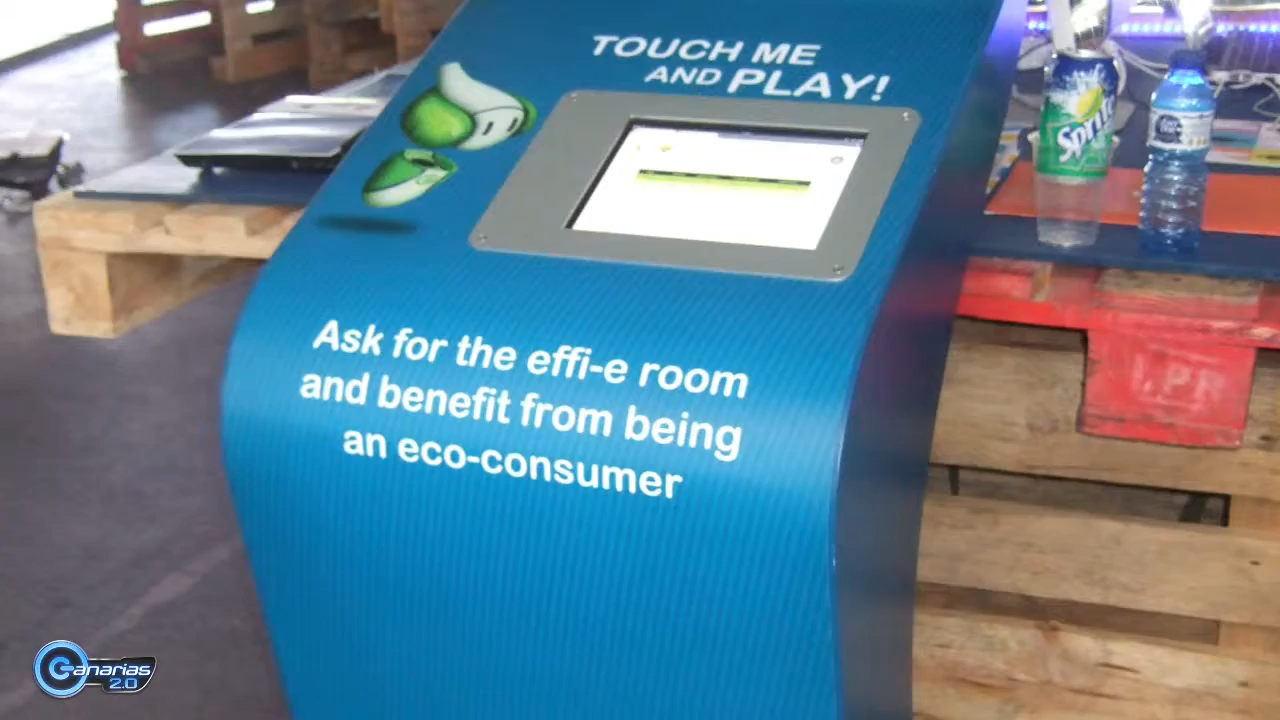 TOUCH ME
AND PLAY!
Sprite
Ask for the effi-e room
and benefit from being
an eco-consumer
LPR
Canarias
2.0